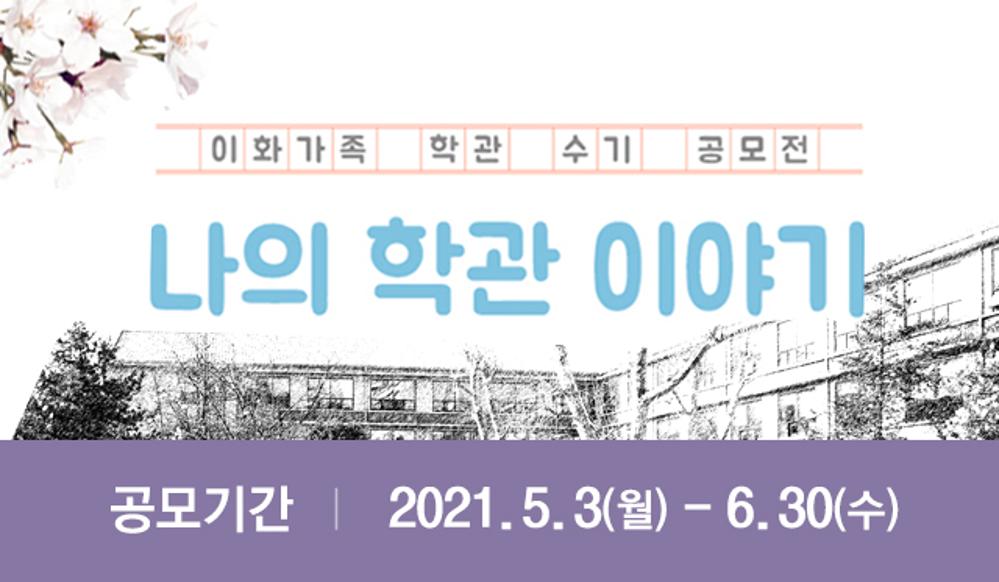 이화가족 학관 수기 공모전
나의 학관 이야기
공모기간 | 2021. 5. 3(월) - 6. 30(수)